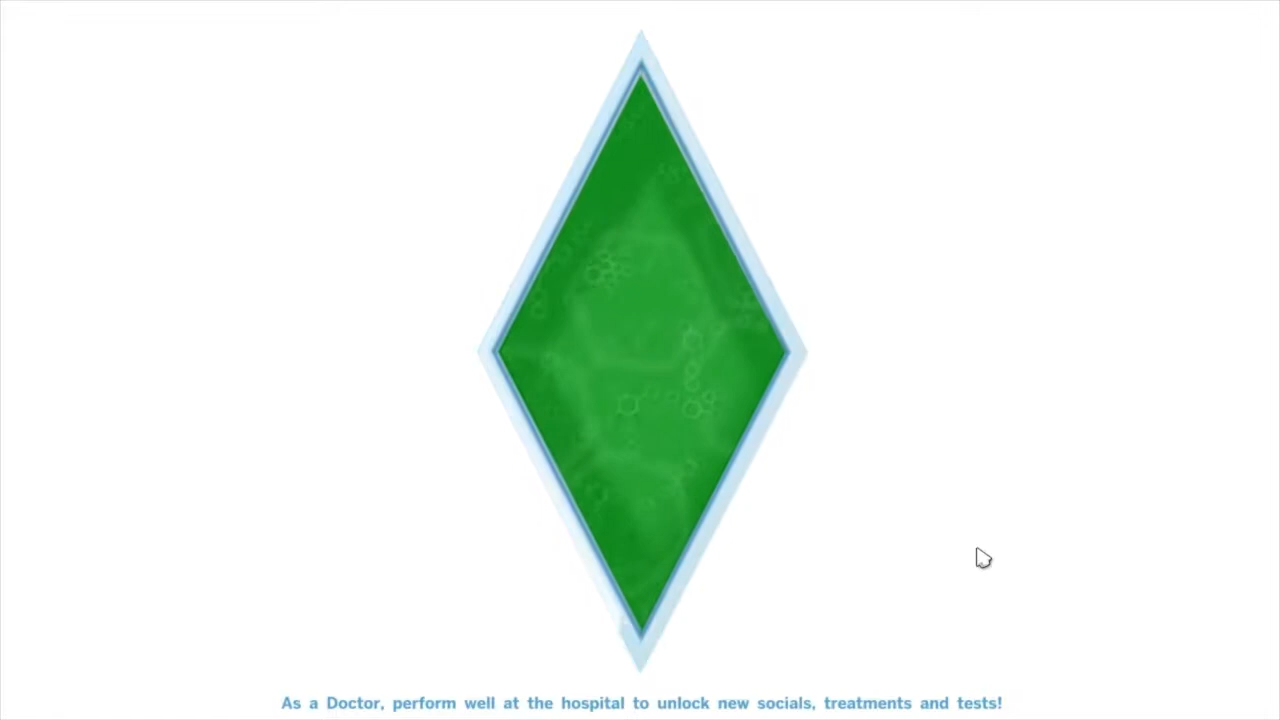 As a Doctor, perform well at the hospital to unlock new socials, treatments and tests!